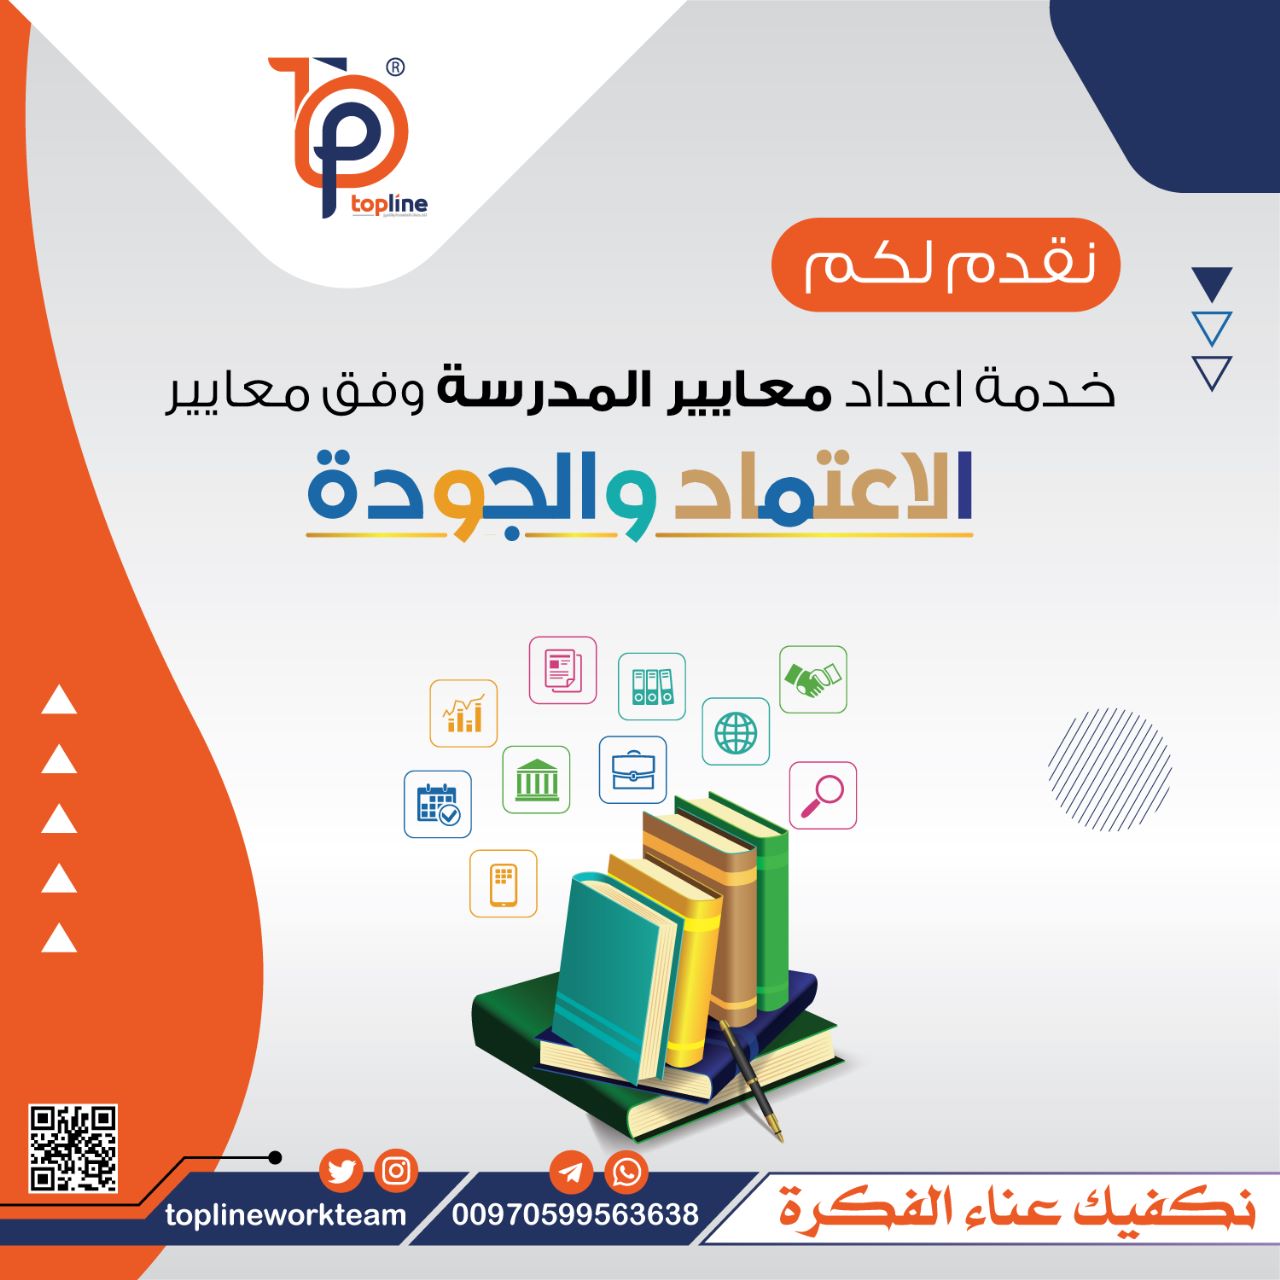 ®
topline
نقدم لكم
خدمة اعداد معايير المدرسة وفق معايير
الاعتماد والجودة
toplineworkteam
00970599563638
نكفيك عناء الفكرة